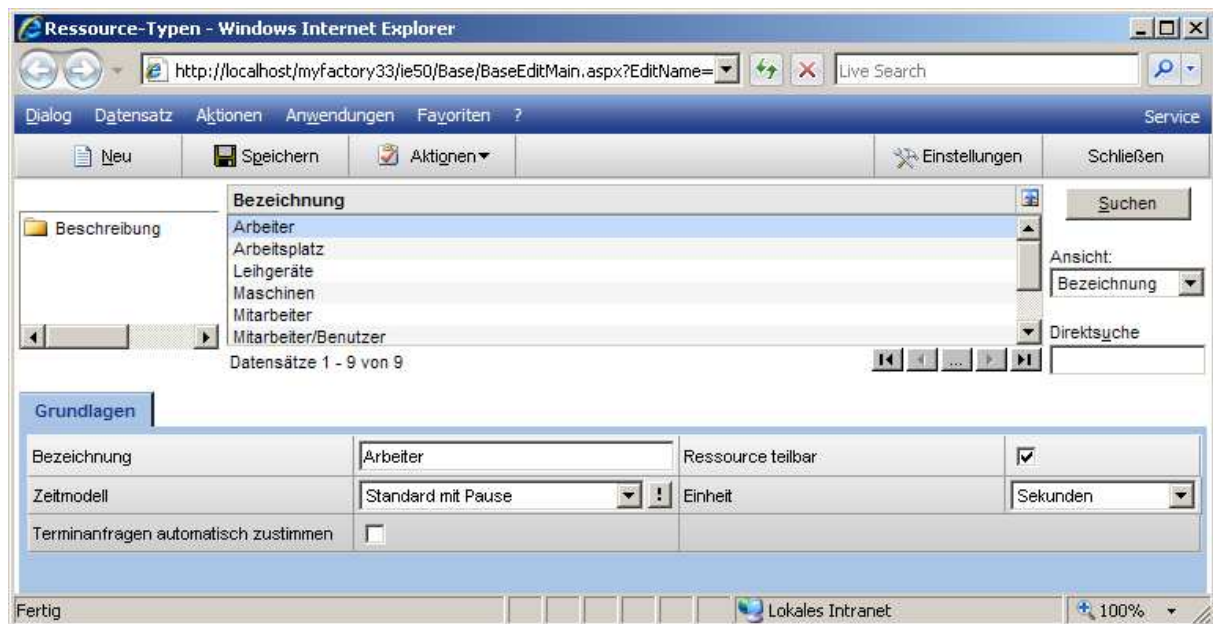 Ressource-Typen - Windows Internet Explorer
http://localhost/myfactory33/ie50/Base/BaseEditMain.aspx?EditName=
Live Search
Dialog Datensatz Aktionen Anwendungen Favoriten ? Service
Neu Speichern Aktionen Einstellungen Schließen
Bezeichnung
Suchen
Beschreibung
Arbeiter
Arbeitsplatz
Leihgeräte
Maschinen
Mitarbeiter
Mitarbeiter/Benutzer
Ansicht:
Bezeichnung
Direktsuche
Datensätze 1 - 9 von 9
...
Grundlagen
Bezeichnung Arbeiter Ressource teilbar
Zeitmodell Standard mit Pause ! Einheit Sekunden
Terminanfragen automatisch zustimmen
Fertig Lokales Intranet 100%